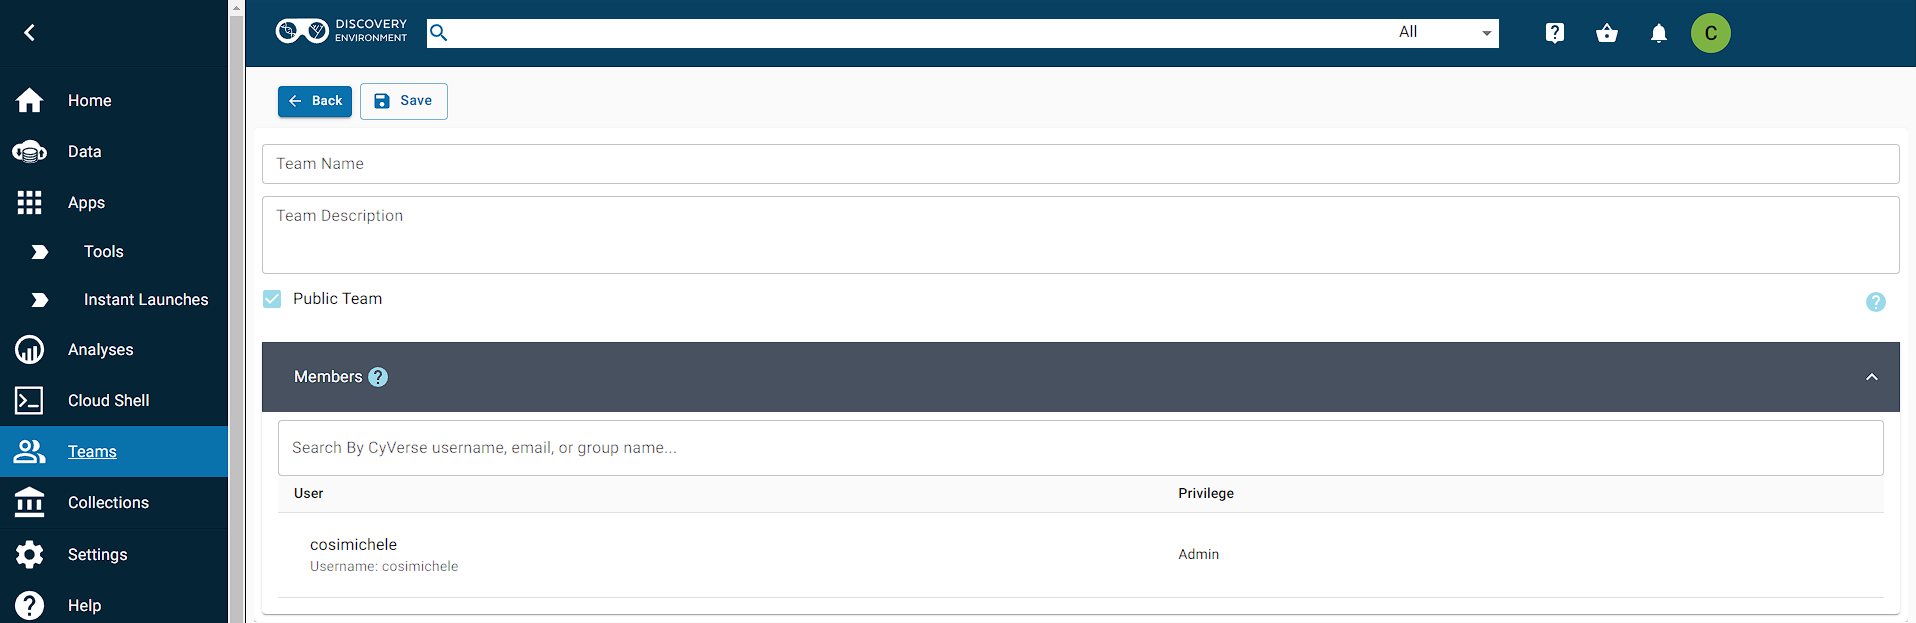 DISCOVERY
ENVIRONMENT
All
C
Home
Data
Apps
Tools
Instant Launches
Analyses
Cloud Shell
Teams
Collections
Settings
Help
Back
Save
Team Name
Team Description
Public Team
Members
Search By CyVerse username, email, or group name...
User Privilege
cosimichele
Username: cosimichele
Admin